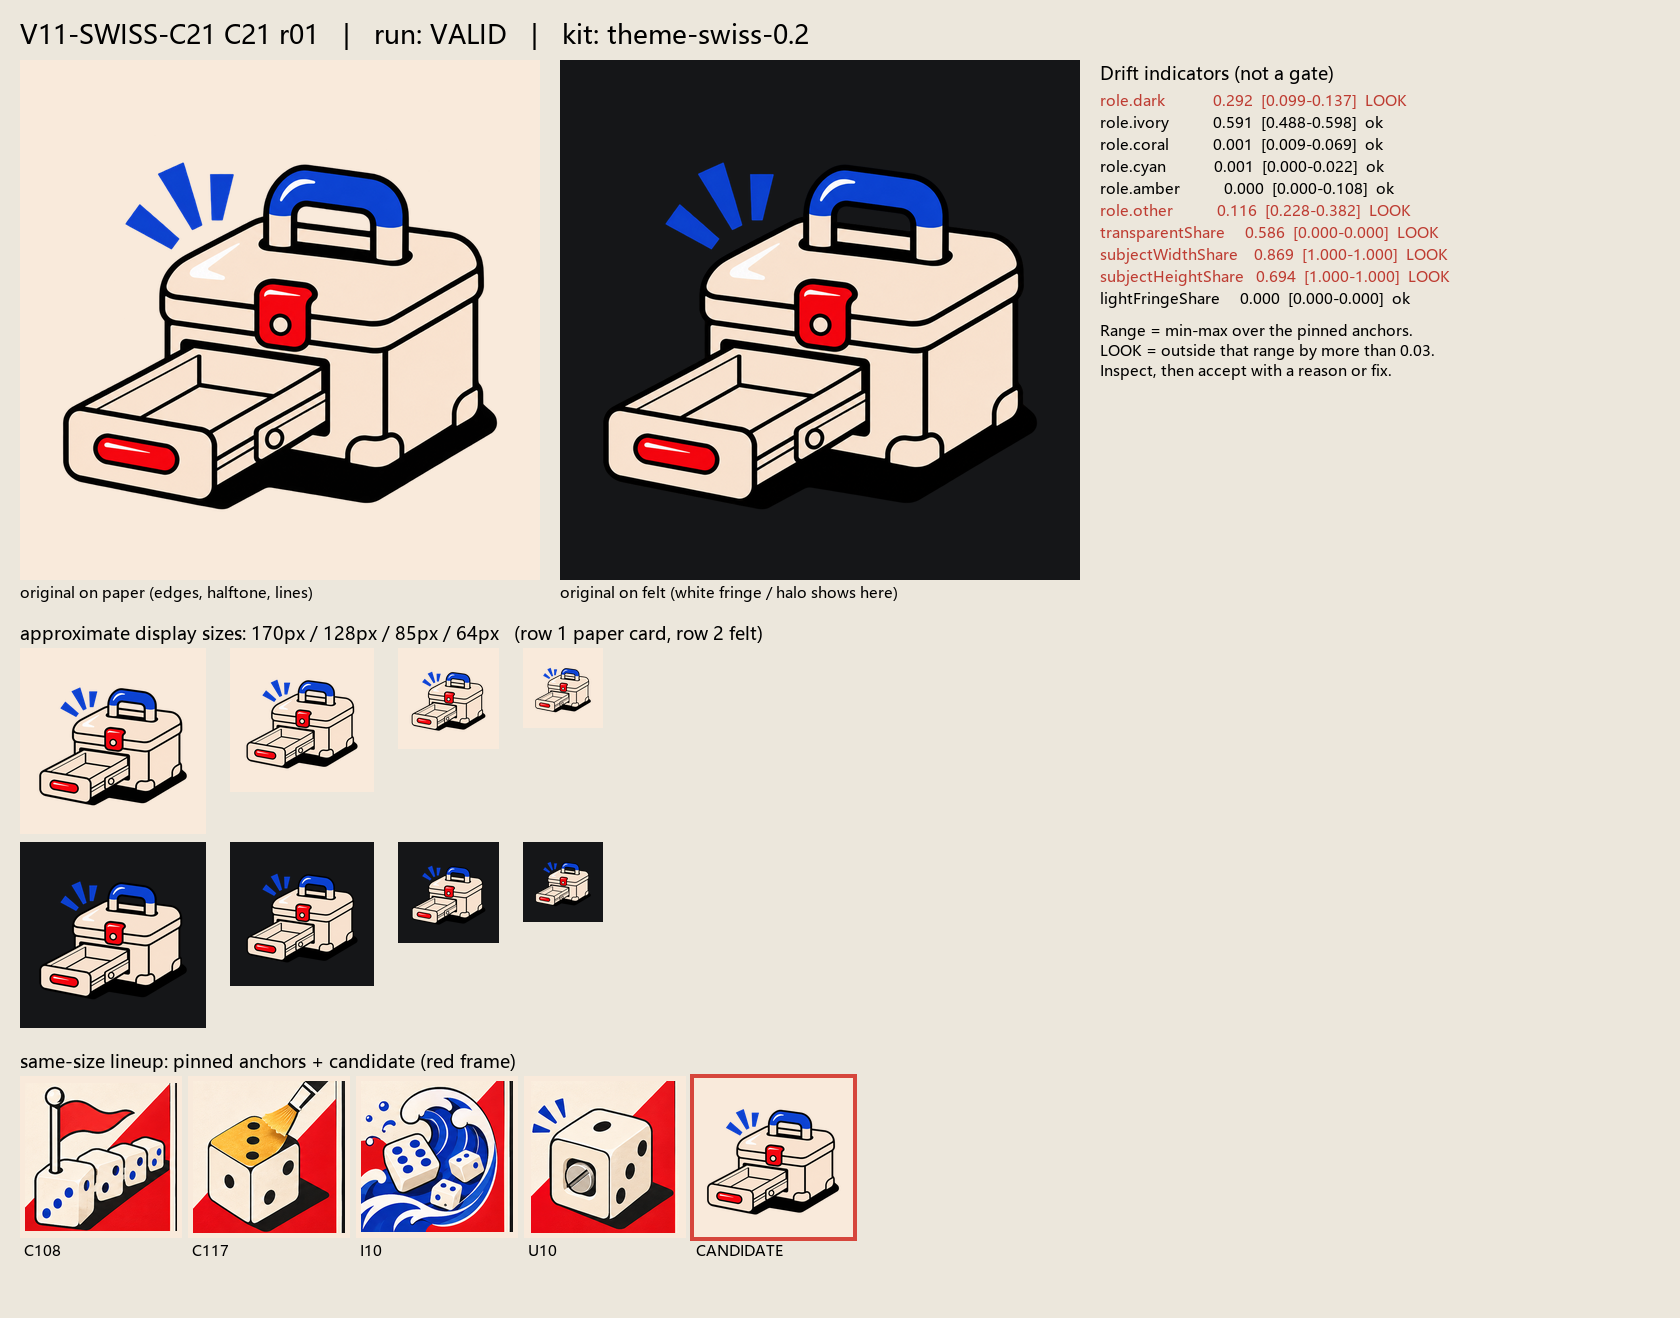 V11-SWISS-C21 C21 r01 | run: VALID | kit: theme-swiss-0.2
Drift indicators (not a gate)
role.dark 0.292 [0.099-0.137] LOOK
role.ivory 0.591 [0.488-0.598] ok
role.coral 0.001 [0.009-0.069] ok
role.cyan 0.001 [0.000-0.022] ok
role.amber 0.000 [0.000-0.108] ok
role.other 0.116 [0.228-0.382] LOOK
transparentShare 0.586 [0.000-0.000] LOOK
subjectWidthShare 0.869 [1.000-1.000] LOOK
subjectHeightShare 0.694 [1.000-1.000] LOOK
lightFringeShare 0.000 [0.000-0.000] ok
Range = min-max over the pinned anchors.
LOOK = outside that range by more than 0.03.
Inspect, then accept with a reason or fix.
original on paper (edges, halftone, lines)
original on felt (white fringe / halo shows here)
approximate display sizes: 170px / 128px / 85px / 64px (row 1 paper card, row 2 felt)
same-size lineup: pinned anchors + candidate (red frame)
C108
C117
I10
U10
CANDIDATE